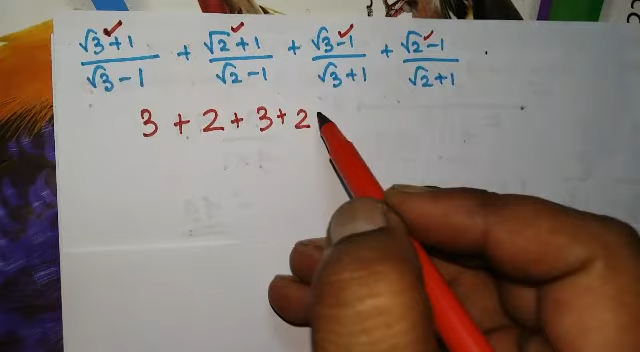 (√3+1)/(√3-1) + (√2+1)/(√2-1) + (√3-1)/(√3+1) + (√2-1)/(√2+1)
3 + 2 + 3 + 2